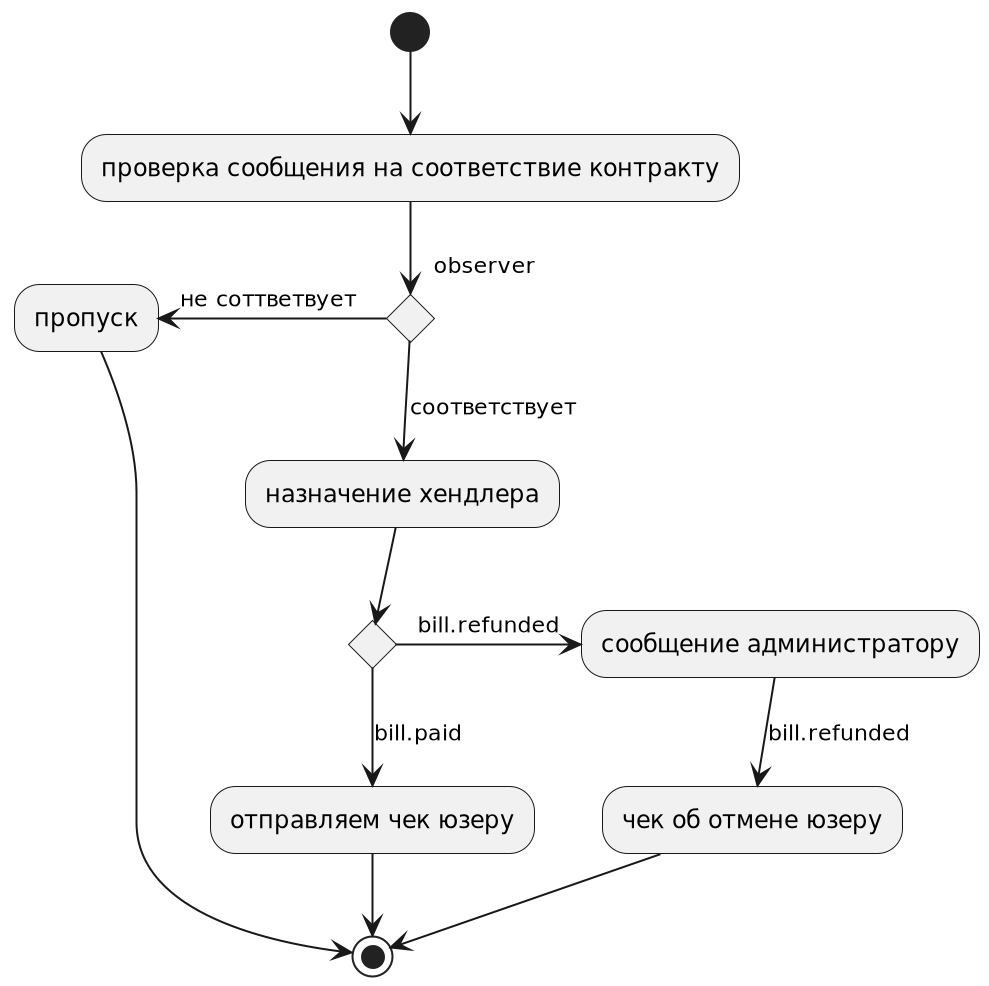 проверка сообщения на соответствие контракту
observer
не соттветвует
пропуск
соответствует
назначение хендлера
bill.refunded
сообщение администратору
bill.paid
bill.refunded
отправляем чек юзеру
чек об отмене юзеру